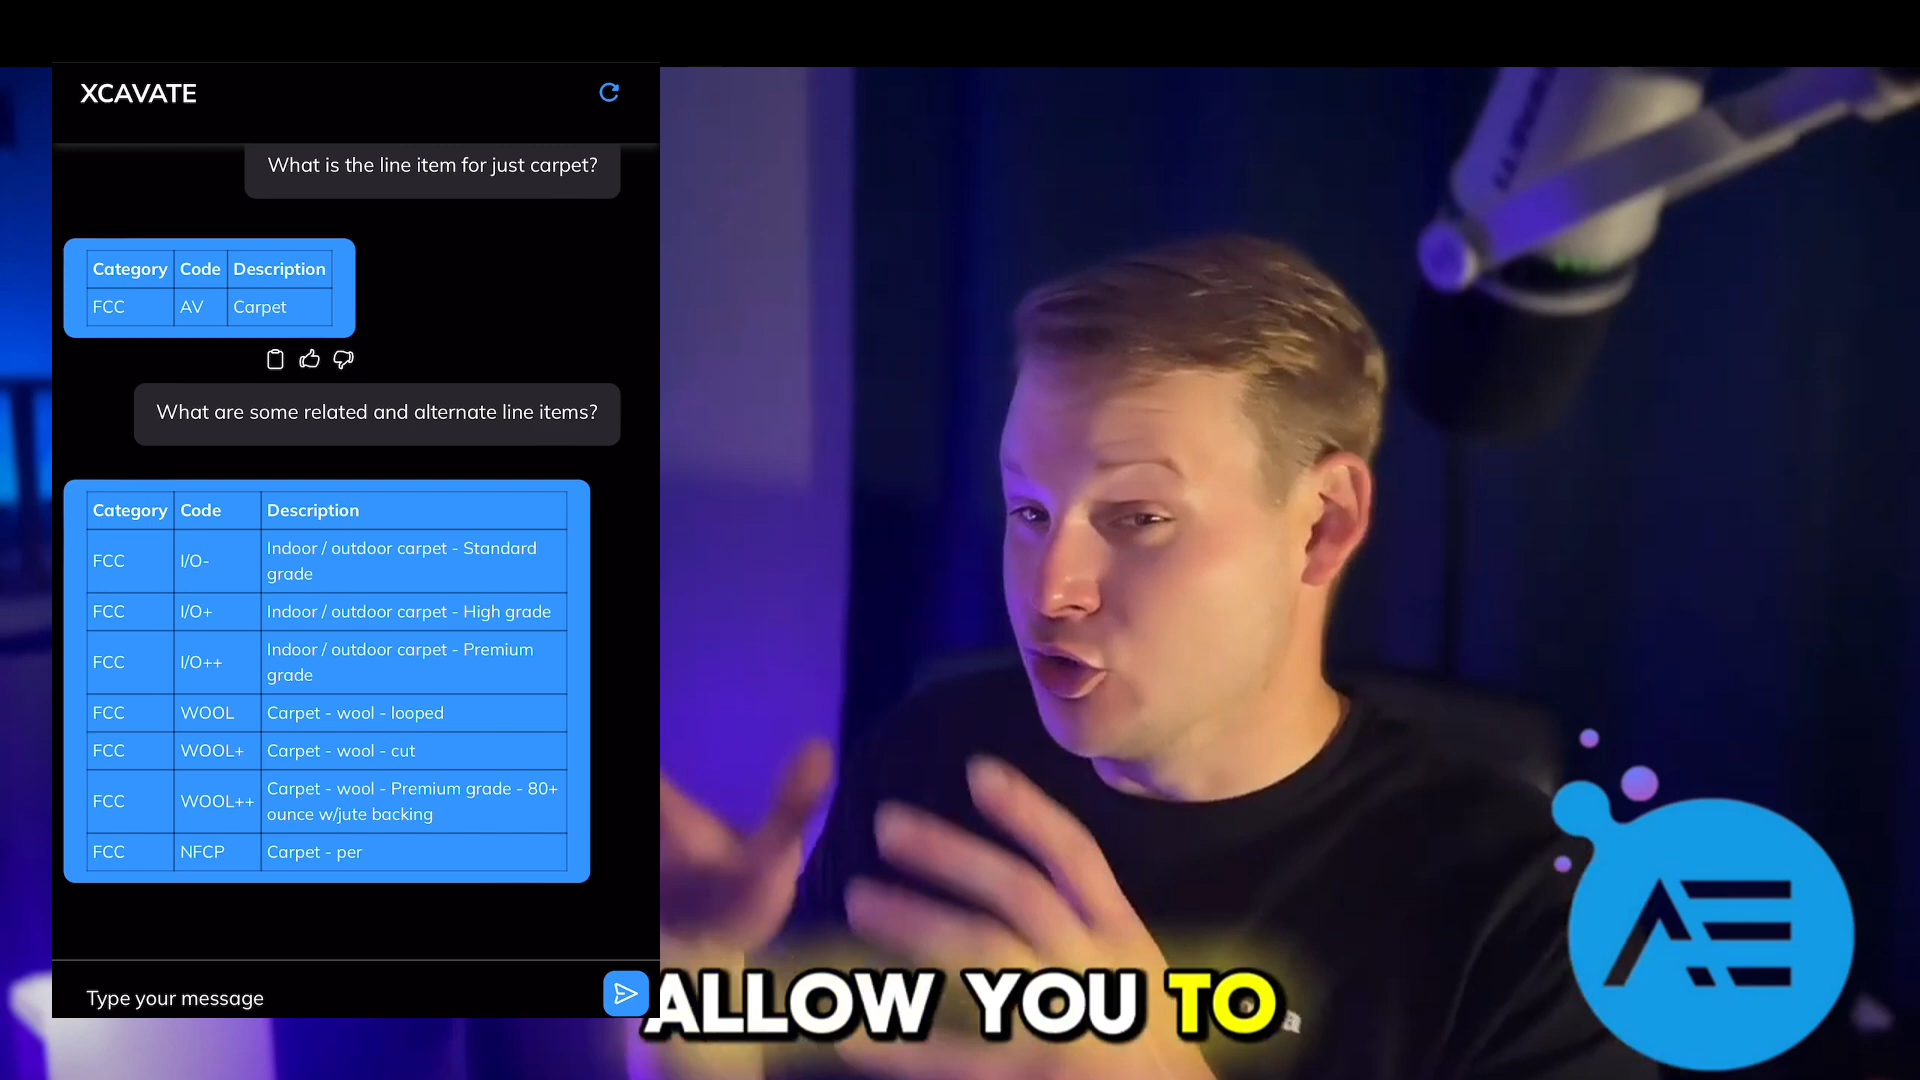 XCAVATE
What is the line item for just carpet?
Category Code Description
FCC AV Carpet
What are some related and alternate line items?
Category Code Description
FCC I/O- Indoor / outdoor carpet - Standard
grade
FCC I/O+ Indoor / outdoor carpet - High grade
FCC I/O++ Indoor / outdoor carpet - Premium
grade
FCC WOOL Carpet - wool - looped
FCC WOOL+ Carpet - wool - cut
FCC WOOL++ Carpet - wool - Premium grade - 80+
ounce w/jute backing
FCC NFCP Carpet - per
Type your message
ALLOW YOU TO
AE